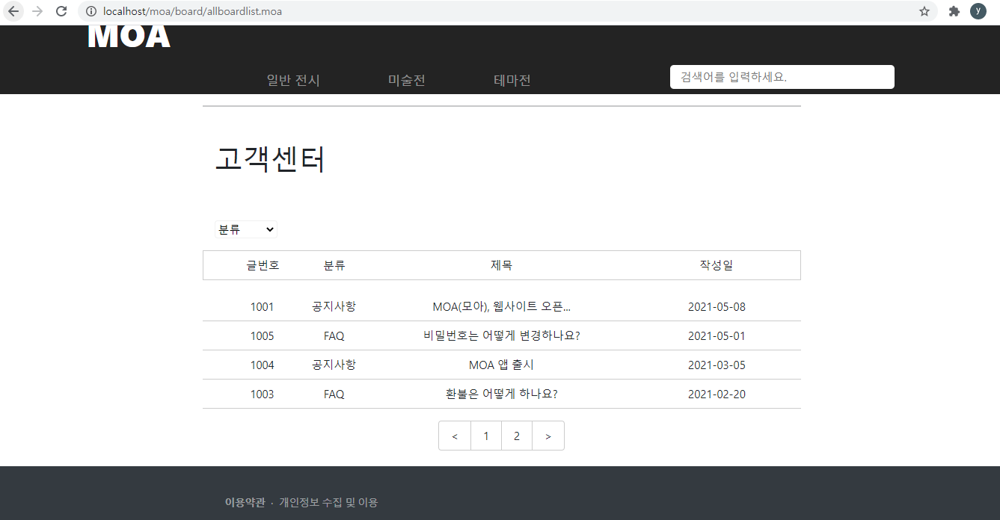 localhost/moa/board/allboardlist.moa
y
MOA
일반 전시 미술전 테마전 검색어를 입력하세요.
고객센터
분류
글번호 분류 제목 작성일
1001 공지사항 MOA(모아), 웹사이트 오픈... 2021-05-08
1005 FAQ 비밀번호는 어떻게 변경하나요? 2021-05-01
1004 공지사항 MOA 앱 출시 2021-03-05
1003 FAQ 환불은 어떻게 하나요? 2021-02-20
< 1 2 >
이용약관 · 개인정보 수집 및 이용